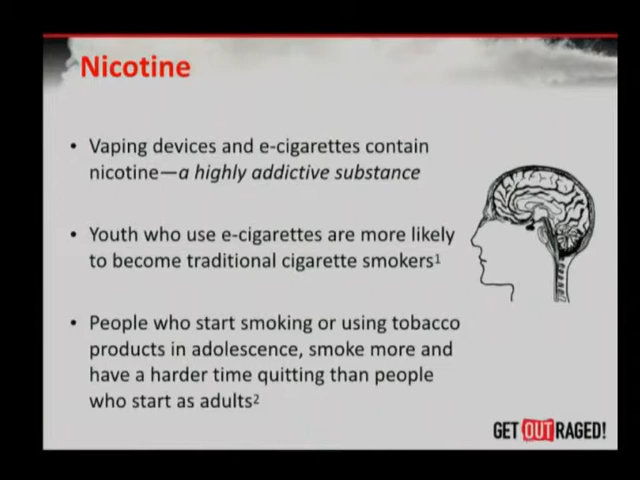 Nicotine
• Vaping devices and e-cigarettes contain
nicotine—a highly addictive substance
• Youth who use e-cigarettes are more likely
to become traditional cigarette smokers¹
• People who start smoking or using tobacco
products in adolescence, smoke more and
have a harder time quitting than people
who start as adults²
GET OUTRAGED!